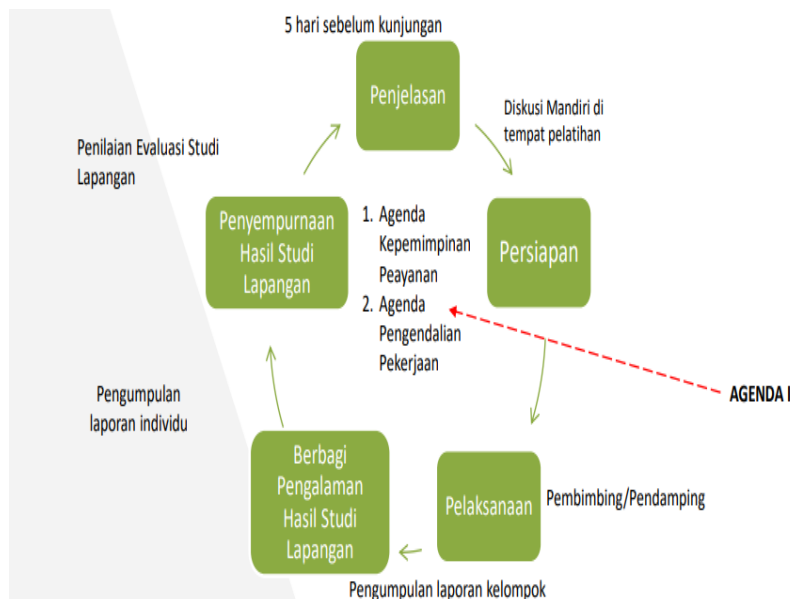 5 hari sebelum kunjungan
Penjelasan
Diskusi Mandiri di
tempat pelatihan
Penilaian Evaluasi Studi
Lapangan
Penyempurnaan
Hasil Studi
Lapangan
1. Agenda
Kepemimpinan
Peayanan
2. Agenda
Pengendalian
Pekerjaan
Persiapan
AGENDA
Pengumpulan
laporan individu
Berbagi
Pengalaman
Hasil Studi
Lapangan
Pelaksanaan
Pembimbing/Pendamping
Pengumpulan laporan kelompok